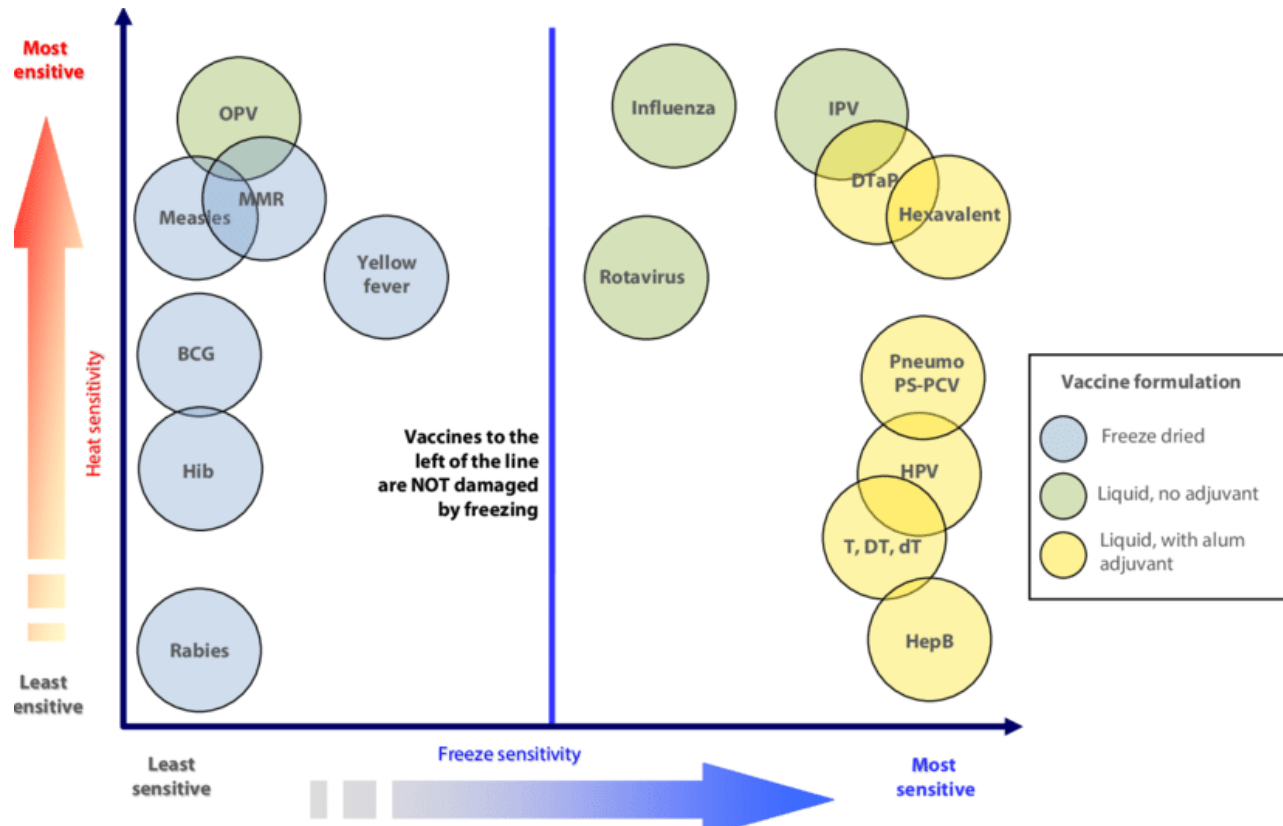 Most
ensitive
Heat sensitivity
Least
ensitive
OPV
MMR
Measles
Yellow
fever
BCG
Hib
Rabies
Vaccines to the
left of the line
are NOT damaged
by freezing
Influenza
IPV
DTaP
Hexavalent
Rotavirus
Pneumo
PS-PCV
HPV
T, DT, dT
HepB
Vaccine formulation
Freeze dried
Liquid, no adjuvant
Liquid, with alum
adjuvant
Least
sensitive
Freeze sensitivity
Most
sensitive